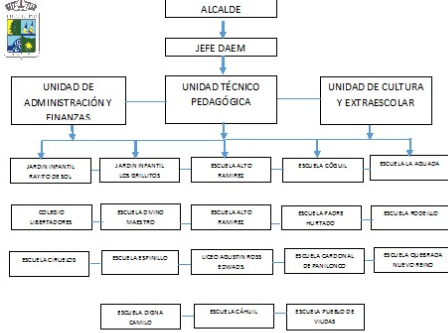 ALCALDE
JEFE DAEM
UNIDAD DE
ADMINISTRACIÓN Y
FINANZAS
UNIDAD TÉCNICO
PEDAGÓGICA
UNIDAD DE CULTURA
Y EXTRAESCOLAR
JARDIN INFANTIL
RAYITO DE SOL
JARDIN INFANTIL
LOS GRILLITOS
ESCUELA ALTO
RAMIREZ
ESCUELA CÓGUIL
ESCUELA LA AGUADA
COLEGIO
LIBERTADORES
ESCUELA DIVINO
MAESTRO
ESCUELA ALTO
RAMIREZ
ESCUELA PADRE
HURTADO
ESCUELA RODEILLO
ESCUELA CIRUELOS
ESCUELA ESPINILLO
LICEO AGUSTIN ROSS
EDWADS.
ESCUELA CARDONAL
DE PANILONCO
ESCUELA QUEBRADA
NUEVO REINO
ESCUELA DIGNA
CAMILO
ESCUELA CÁHUIL
ESCUELA PUEBLO DE
VIUDAS